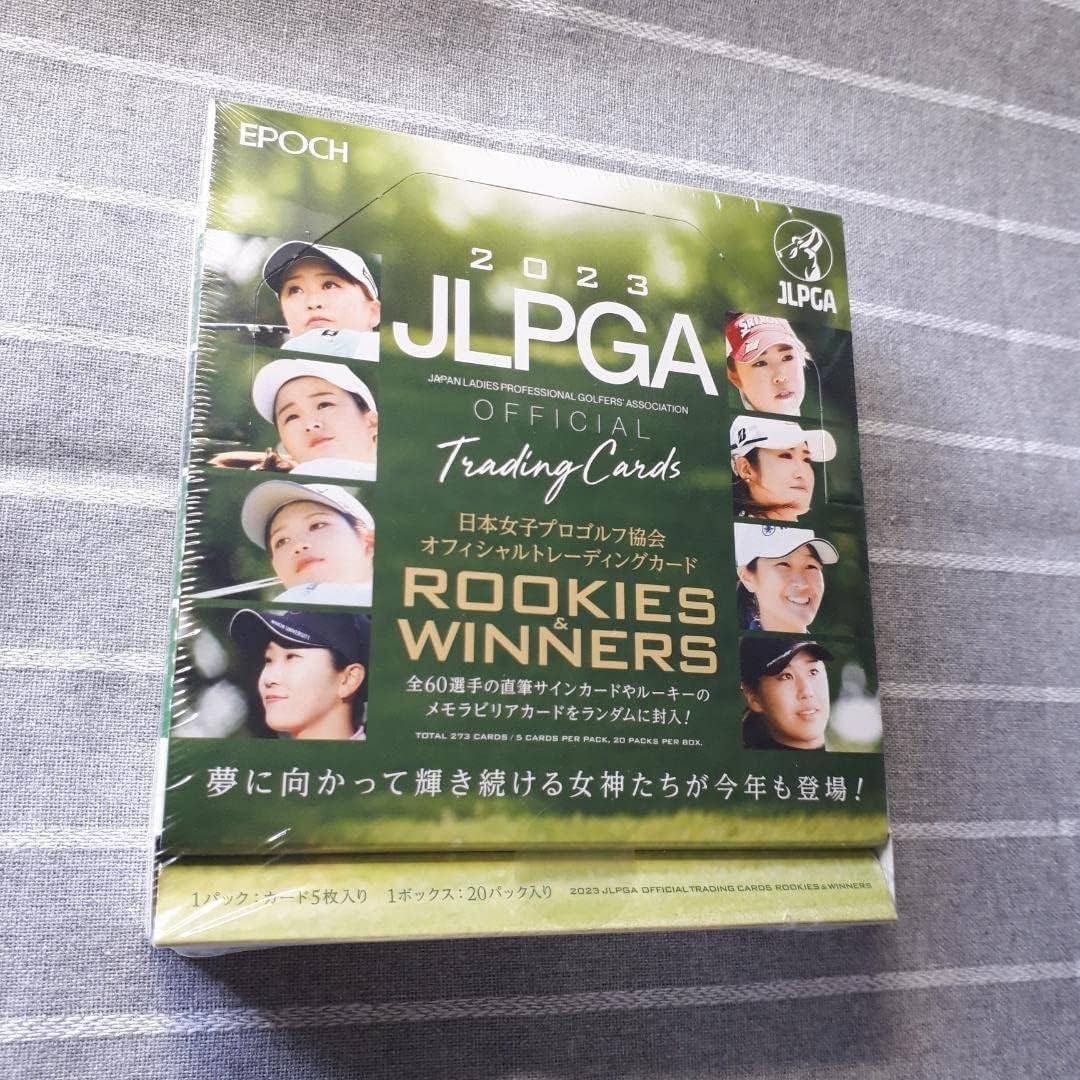 EPOCH
JLPGA
2023
JLPGA
JAPAN LADIES PROFESSIONAL GOLFERS' ASSOCIATION
OFFICIAL
Trading Cards
日本女子プロゴルフ協会
オフィシャルトレーディングカード
ROOKIES
&
WINNERS
全60選手の直筆サインカードやルーキーの
メモラビリアカードをランダムに封入!
TOTAL 273 CARDS / 5 CARDS PER PACK, 20 PACKS PER BOX.
夢に向かって輝き続ける女神たちが今年も登場!
1パック:カード5枚入り 1ボックス:20パック入り
2023 JLPGA OFFICIAL TRADING CARDS ROOKIES & WINNERS